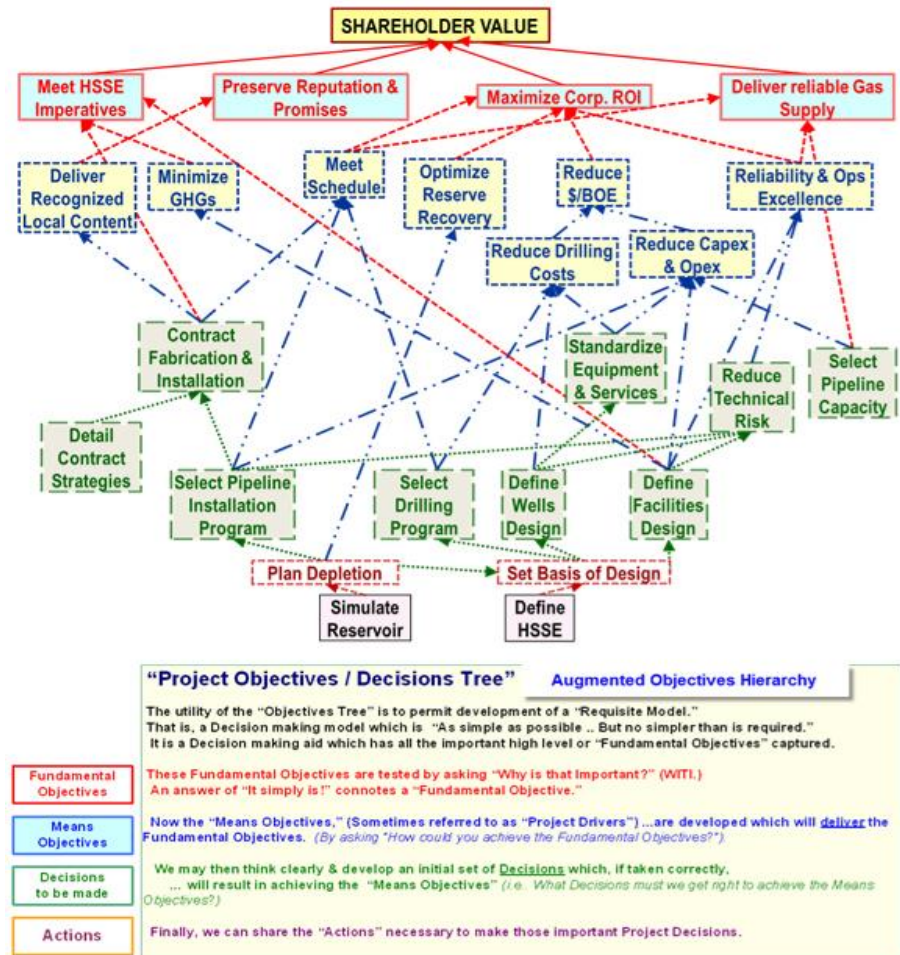 SHAREHOLDER VALUE
Meet HSSE
Imperatives
Preserve Reputation &
Promises
Maximize Corp. ROI
Deliver reliable Gas
Supply
Deliver
Recognized
Local Content
Minimize
GHGs
Meet
Schedule
Optimize
Reserve
Recovery
Reduce
$/BOE
Reliability & Ops
Excellence
Reduce Drilling
Costs
Reduce Capex
& Opex
Contract
Fabrication &
Installation
Standardize
Equipment
& Services
Reduce
Technical
Risk
Select
Pipeline
Capacity
Detail
Contract
Strategies
Select Pipeline
Installation
Program
Select
Drilling
Program
Define
Wells
Design
Define
Facilities
Design
Plan Depletion
Set Basis of Design
Simulate
Reservoir
Define
HSSE
“Project Objectives / Decisions Tree”
Augmented Objectives Hierarchy
The utility of the “Objectives Tree” is to permit development of a “Requisite Model.”
That is, a Decision making model which is “As simple as possible .. But no simpler than is required.”
It is a Decision making aid which has all the important high level or “Fundamental Objectives” captured.
Fundamental
Objectives
These Fundamental Objectives are tested by asking “Why is that Important?” (WITI.)
An answer of “It simply is!” connotes a “Fundamental Objective.”
Means
Objectives
Now the “Means Objectives,” (Sometimes referred to as “Project Drivers”) ...are developed which will deliver the
Fundamental Objectives. (By asking "How could you achieve the Fundamental Objectives?")
Decisions
to be made
We may then think clearly & develop an initial set of Decisions which, if taken correctly,
... will result in achieving the “Means Objectives” (i.e. What Decisions must we get right to achieve the Means
Objectives?)
Actions
Finally, we can share the “Actions” necessary to make those important Project Decisions.